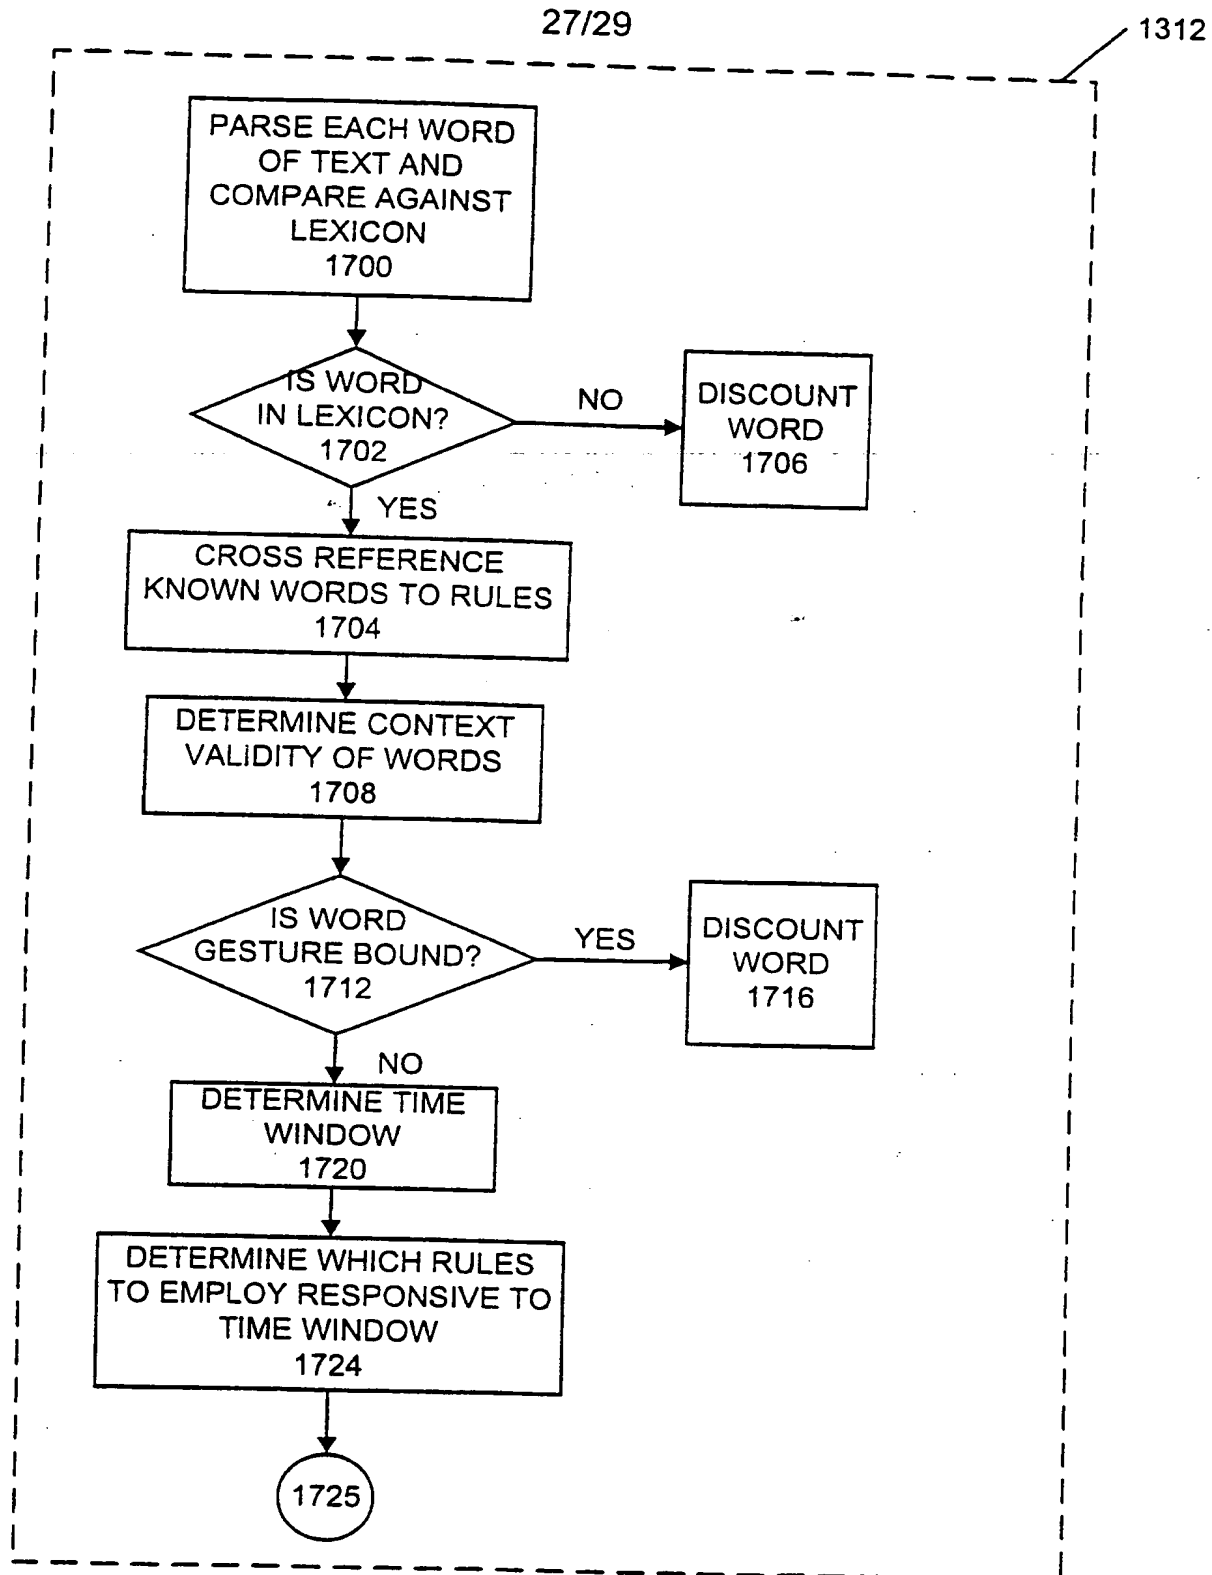 27/29
1312
PARSE EACH WORD
OF TEXT AND
COMPARE AGAINST
LEXICON
1700
IS WORD
IN LEXICON?
1702
NO
DISCOUNT
WORD
1706
YES
CROSS REFERENCE
KNOWN WORDS TO RULES
1704
DETERMINE CONTEXT
VALIDITY OF WORDS
1708
IS WORD
GESTURE BOUND?
1712
YES
DISCOUNT
WORD
1716
NO
DETERMINE TIME
WINDOW
1720
DETERMINE WHICH RULES
TO EMPLOY RESPONSIVE TO
TIME WINDOW
1724
1725